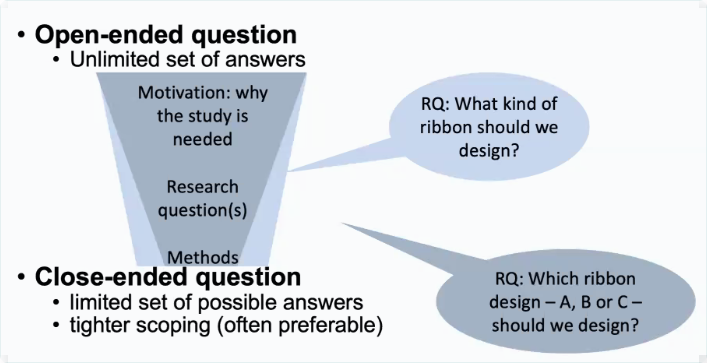 • Open-ended question
• Unlimited set of answers
Motivation: why
the study is
needed
Research
question(s)
Methods
RQ: What kind of
ribbon should we
design?
• Close-ended question
• limited set of possible answers
• tighter scoping (often preferable)
RQ: Which ribbon
design – A, B or C –
should we design?